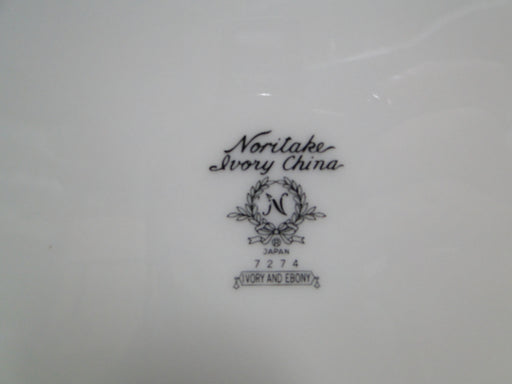 Noritake
Ivory China
N
®
JAPAN
7274
IVORY AND EBONY